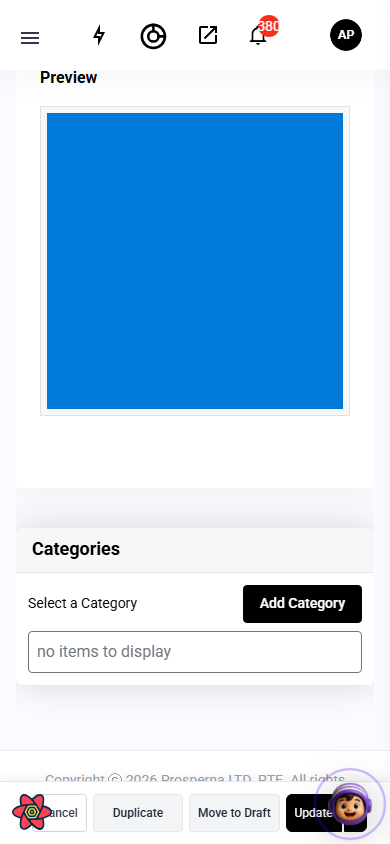 380
AP
Preview
Categories
Select a Category
Add Category
no items to display
Copyright © 2026 Prosperna LTD. PTE. All rights
Duplicate
Move to Draft
Update